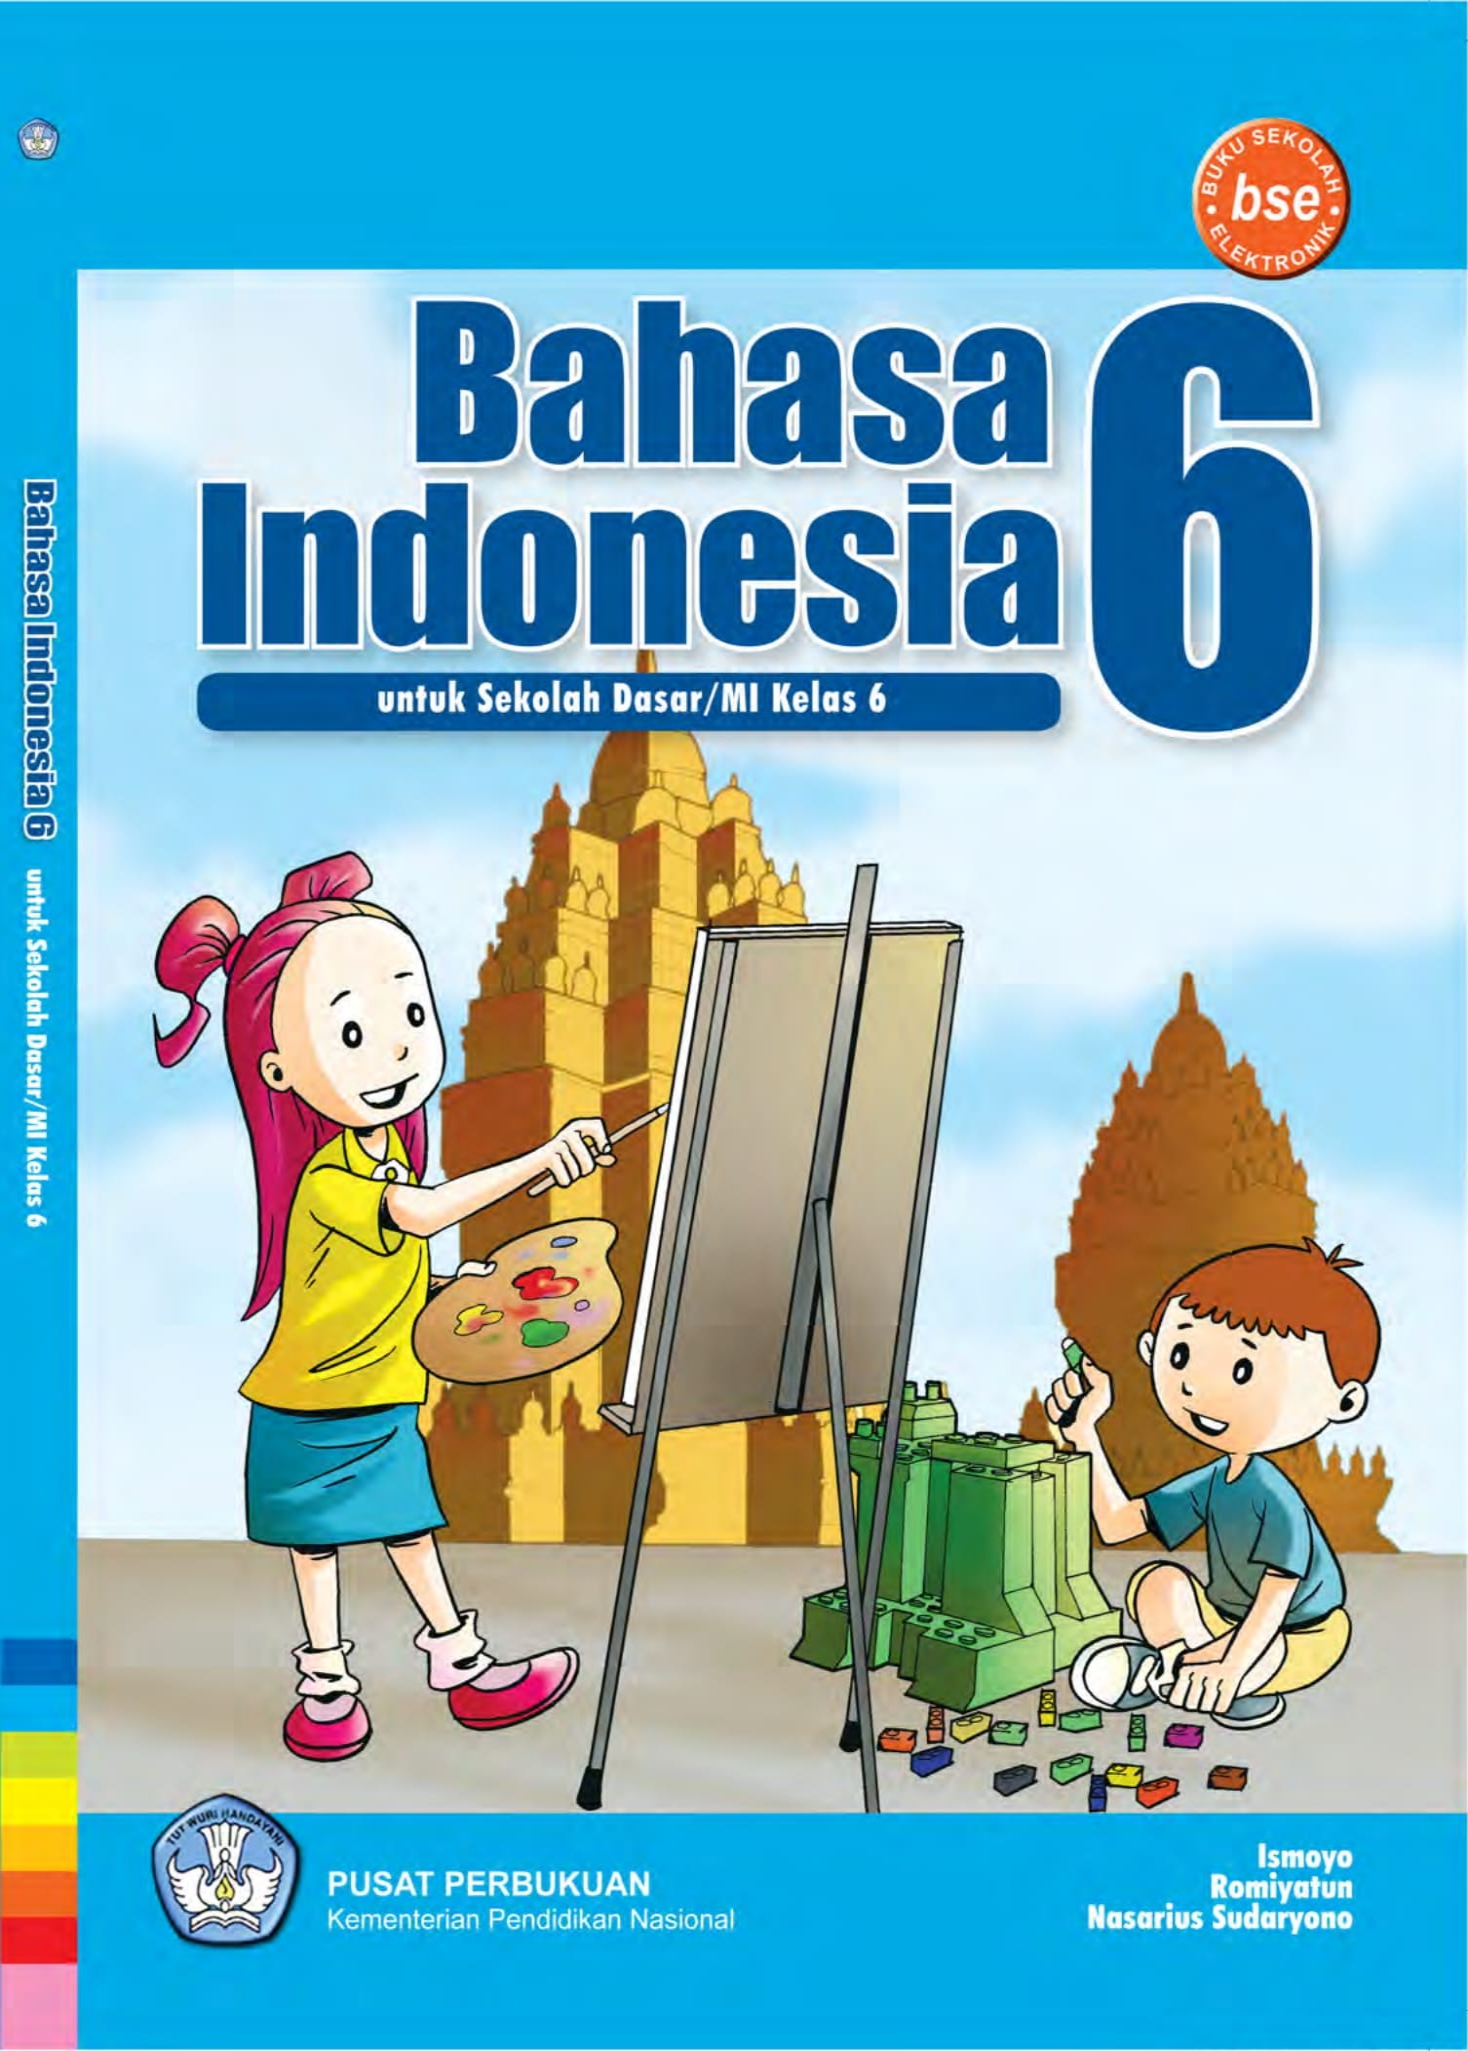 BUKU SEKOLAH
bse
ELEKTRONIK
Bahasa
Indonesia
6
untuk Sekolah Dasar/MI Kelas 6
Bahasa Indonesia 6 untuk Sekolah Dasar/MI Kelas 6
TUT WURI HANDAYANI
PUSAT PERBUKUAN
Kementerian Pendidikan Nasional
Ismoyo
Romiyatun
Nasarius Sudaryono